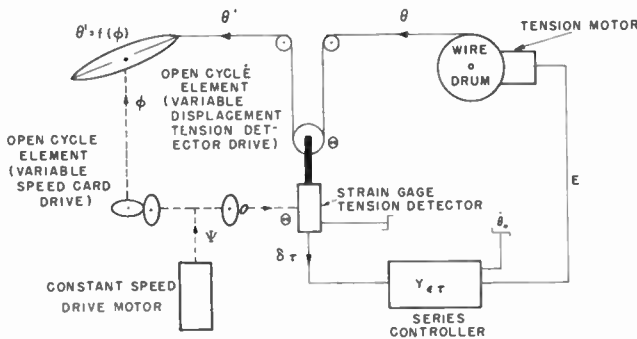 θ'=f(φ)
θ'
θ
TENSION MOTOR
WIRE
DRUM
OPEN CYCLE
ELEMENT
(VARIABLE
DISPLACEMENT
TENSION DET-
ECTOR DRIVE)
φ
Θ
OPEN CYCLE
ELEMENT
(VARIABLE
SPEED CARD
DRIVE)
E
STRAIN GAGE
TENSION DETECTOR
Θ
Ψ
δτ
CONSTANT SPEED
DRIVE MOTOR
SERIES
CONTROLLER